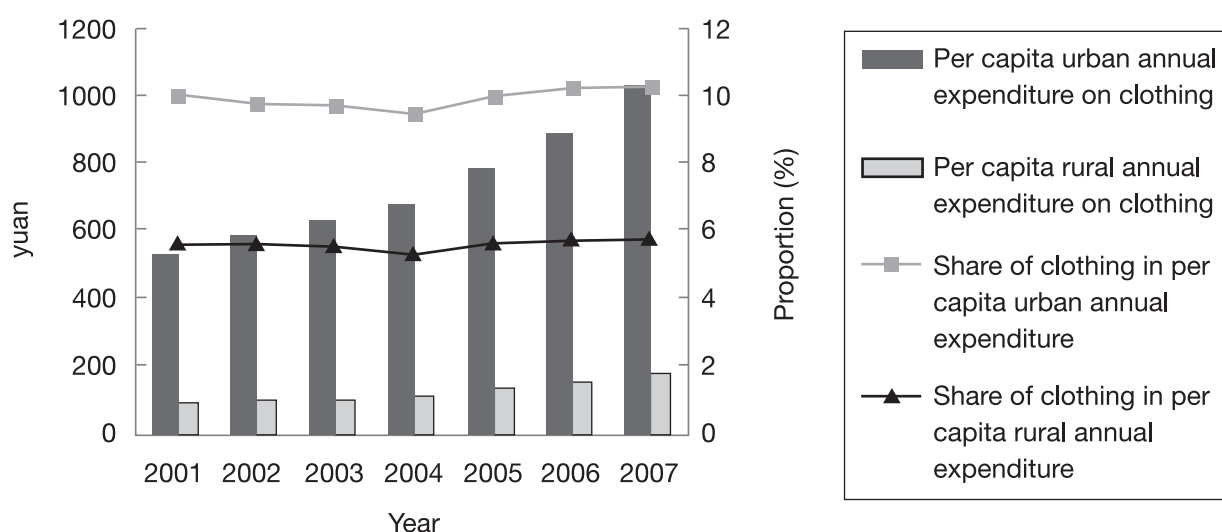 1200
1000
800
600
400
200
0
yuan
12
10
8
6
4
2
0
Proportion (%)
2001 2002 2003 2004 2005 2006 2007
Year
Per capita urban annual
expenditure on clothing
Per capita rural annual
expenditure on clothing
Share of clothing in per
capita urban annual
expenditure
Share of clothing in per
capita rural annual
expenditure